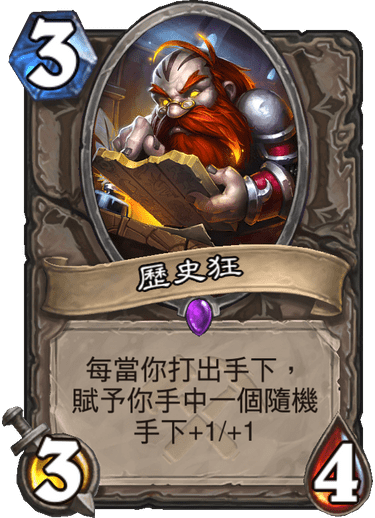 3
歷史狂
每當你打出手下，
賦予你手中一個隨機
手下+1/+1
3
4